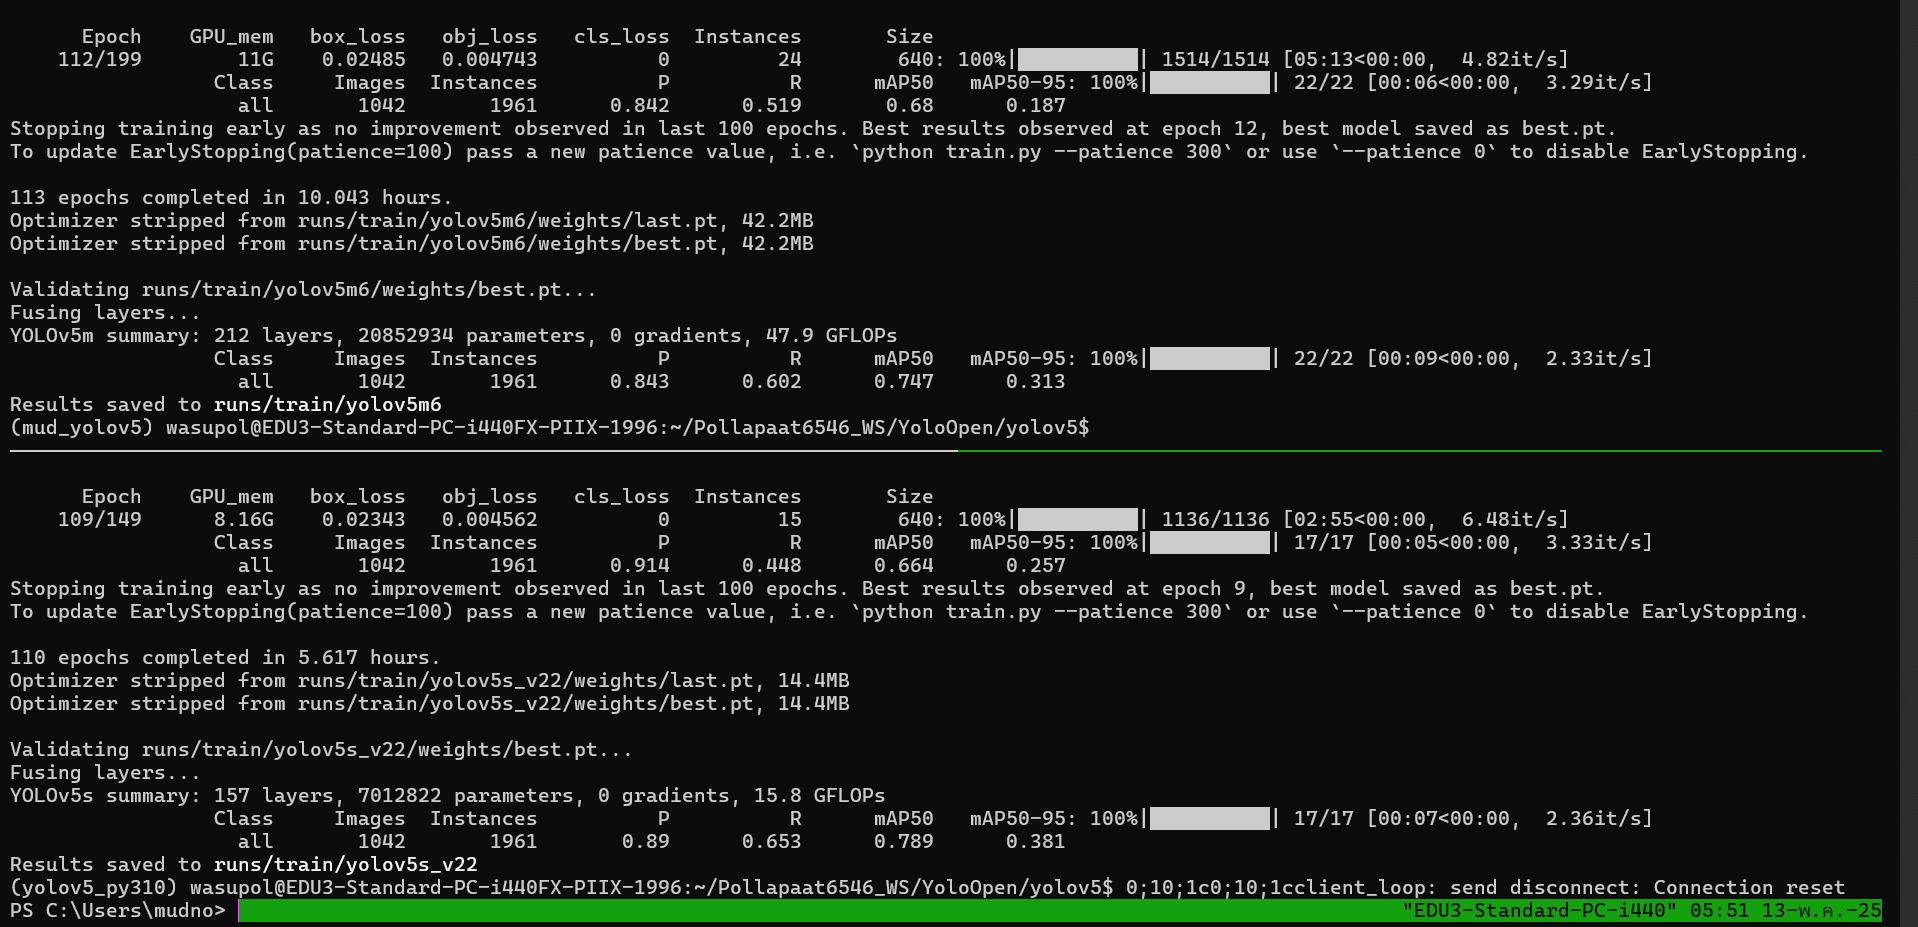 Epoch GPU_mem box_loss obj_loss cls_loss Instances Size
112/199 11G 0.02485 0.004743 0 24 640: 100%| | 1514/1514 [05:13<00:00, 4.82it/s]
Class Images Instances P R mAP50 mAP50-95: 100%| | 22/22 [00:06<00:00, 3.29it/s]
all 1042 1961 0.842 0.519 0.68 0.187
Stopping training early as no improvement observed in last 100 epochs. Best results observed at epoch 12, best model saved as best.pt.
To update EarlyStopping(patience=100) pass a new patience value, i.e. `python train.py --patience 300` or use `--patience 0` to disable EarlyStopping.
113 epochs completed in 10.043 hours.
Optimizer stripped from runs/train/yolov5m6/weights/last.pt, 42.2MB
Optimizer stripped from runs/train/yolov5m6/weights/best.pt, 42.2MB
Validating runs/train/yolov5m6/weights/best.pt...
Fusing layers...
YOLOv5m summary: 212 layers, 20852934 parameters, 0 gradients, 47.9 GFLOPs
Class Images Instances P R mAP50 mAP50-95: 100%| | 22/22 [00:09<00:00, 2.33it/s]
all 1042 1961 0.843 0.602 0.747 0.313
Results saved to runs/train/yolov5m6
(mud_yolov5) wasupol@EDU3-Standard-PC-i440FX-PIIX-1996:~/Pollapaat6546_WS/YoloOpen/yolov5$
Epoch GPU_mem box_loss obj_loss cls_loss Instances Size
109/149 8.16G 0.02343 0.004562 0 15 640: 100%| | 1136/1136 [02:55<00:00, 6.48it/s]
Class Images Instances P R mAP50 mAP50-95: 100%| | 17/17 [00:05<00:00, 3.33it/s]
all 1042 1961 0.914 0.448 0.664 0.257
Stopping training early as no improvement observed in last 100 epochs. Best results observed at epoch 9, best model saved as best.pt.
To update EarlyStopping(patience=100) pass a new patience value, i.e. `python train.py --patience 300` or use `--patience 0` to disable EarlyStopping.
110 epochs completed in 5.617 hours.
Optimizer stripped from runs/train/yolov5s_v22/weights/last.pt, 14.4MB
Optimizer stripped from runs/train/yolov5s_v22/weights/best.pt, 14.4MB
Validating runs/train/yolov5s_v22/weights/best.pt...
Fusing layers...
YOLOv5s summary: 157 layers, 7012822 parameters, 0 gradients, 15.8 GFLOPs
Class Images Instances P R mAP50 mAP50-95: 100%| | 17/17 [00:07<00:00, 2.36it/s]
all 1042 1961 0.89 0.653 0.789 0.381
Results saved to runs/train/yolov5s_v22
(yolov5_py310) wasupol@EDU3-Standard-PC-i440FX-PIIX-1996:~/Pollapaat6546_WS/YoloOpen/yolov5$ 0;10;1c0;10;1cclient_loop: send disconnect: Connection reset
PS C:\Users\mudno> "EDU3-Standard-PC-i440" 05:51 13-พ.ค.-25